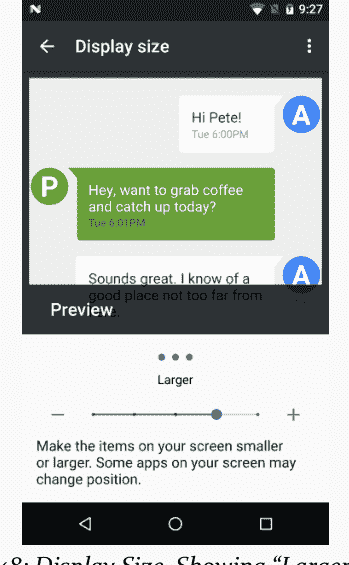 N 9:27
Display size
Hi Pete!
A
Tue 6:00PM
P
Hey, want to grab coffee
and catch up today?
Tue 6:01PM
A
Sounds great. I know of a
good place not too far from
Preview
Larger
Make the items on your screen smaller
or larger. Some apps on your screen may
change position.
8: Display Size, Showing “Larger